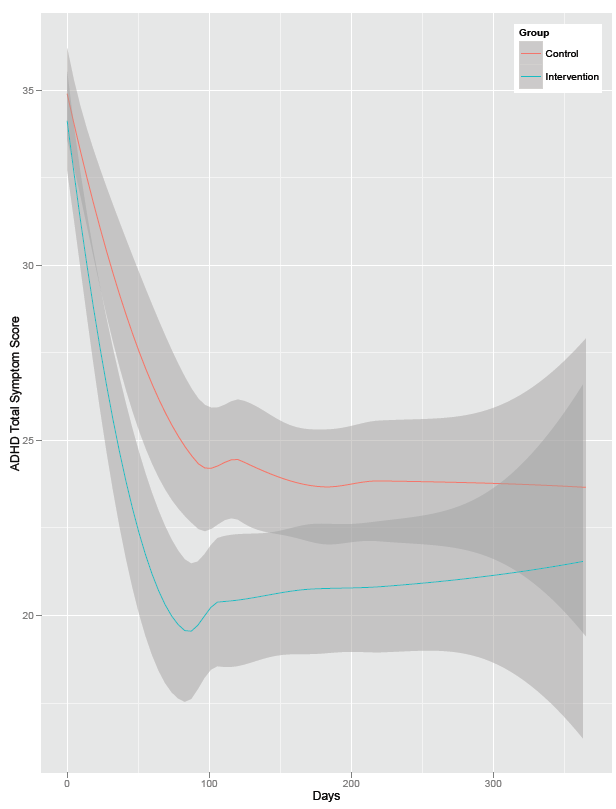 Group
Control
Intervention
35
30
25
20
ADHD Total Symptom Score
0
100
200
300
Days